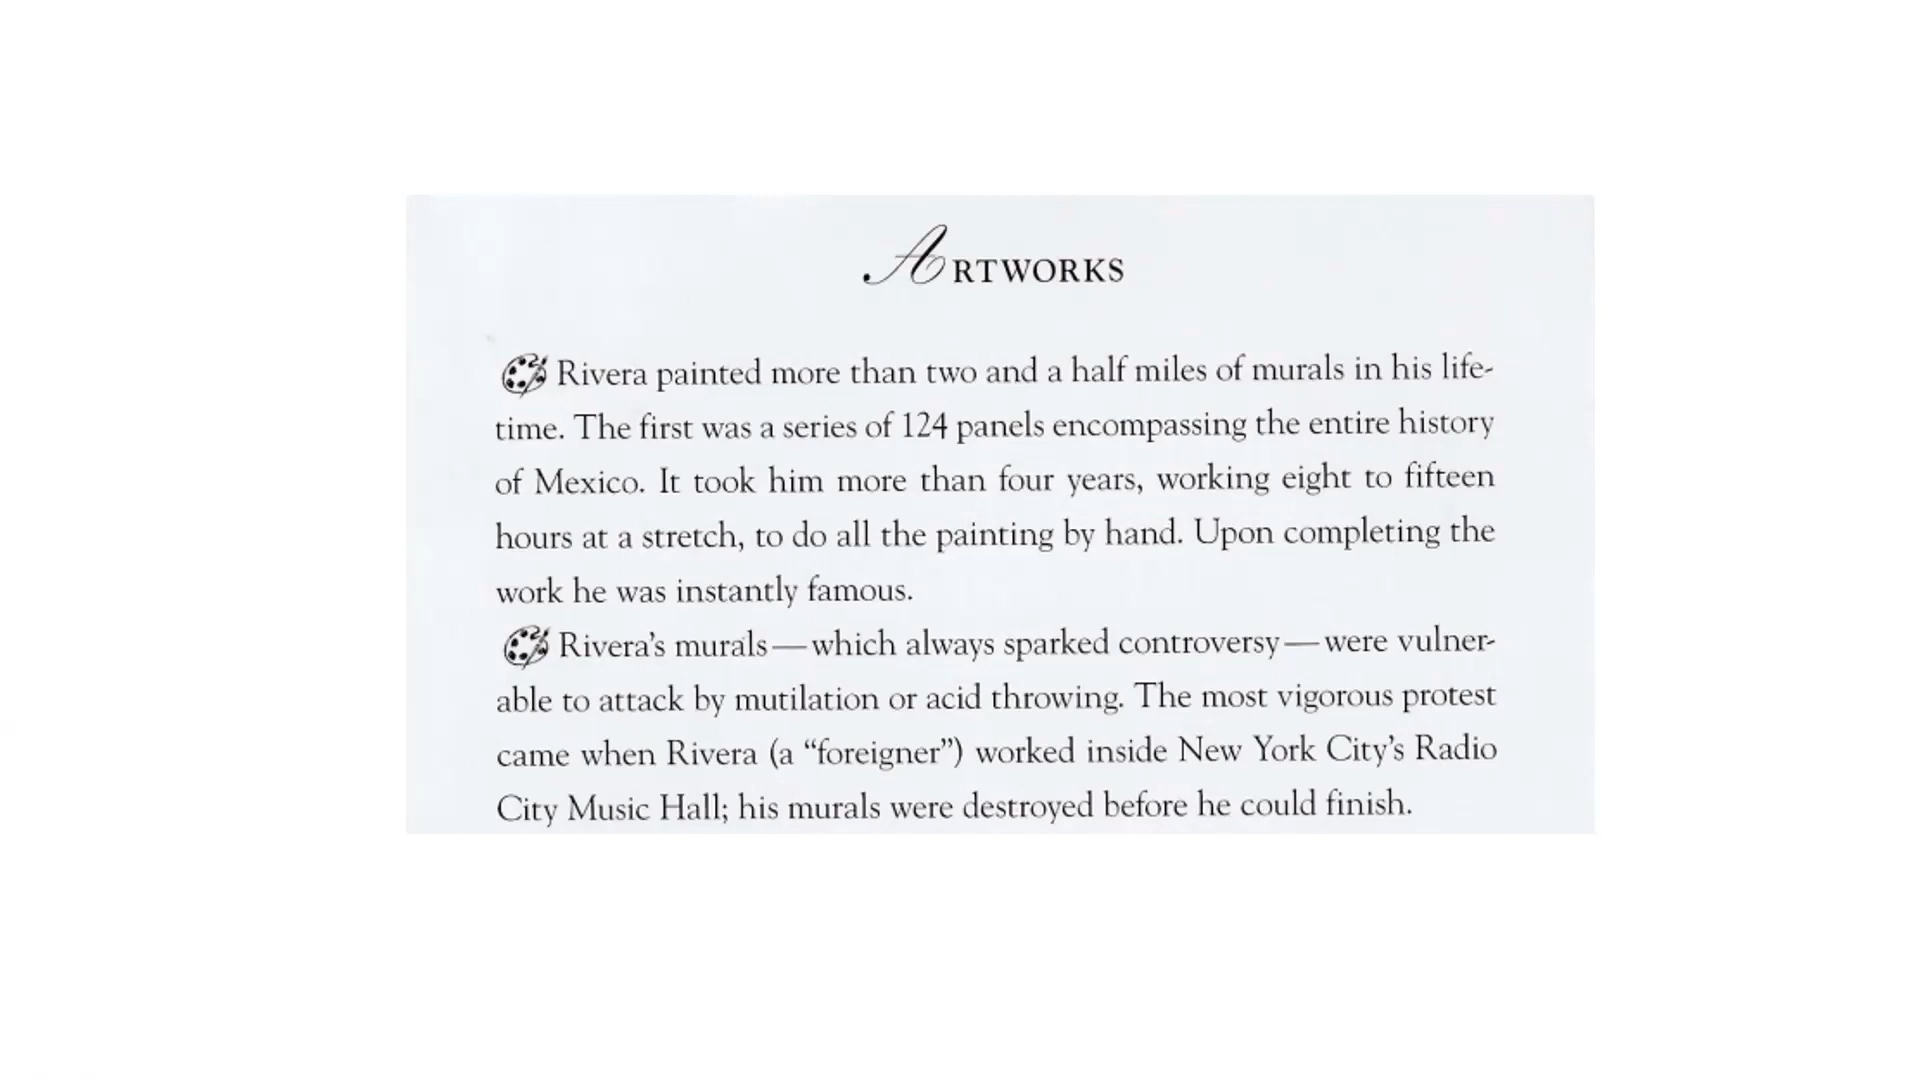 ARTWORKS
Rivera painted more than two and a half miles of murals in his life-
time. The first was a series of 124 panels encompassing the entire history
of Mexico. It took him more than four years, working eight to fifteen
hours at a stretch, to do all the painting by hand. Upon completing the
work he was instantly famous.
Rivera's murals—which always sparked controversy—were vulner-
able to attack by mutilation or acid throwing. The most vigorous protest
came when Rivera (a “foreigner”) worked inside New York City's Radio
City Music Hall; his murals were destroyed before he could finish.